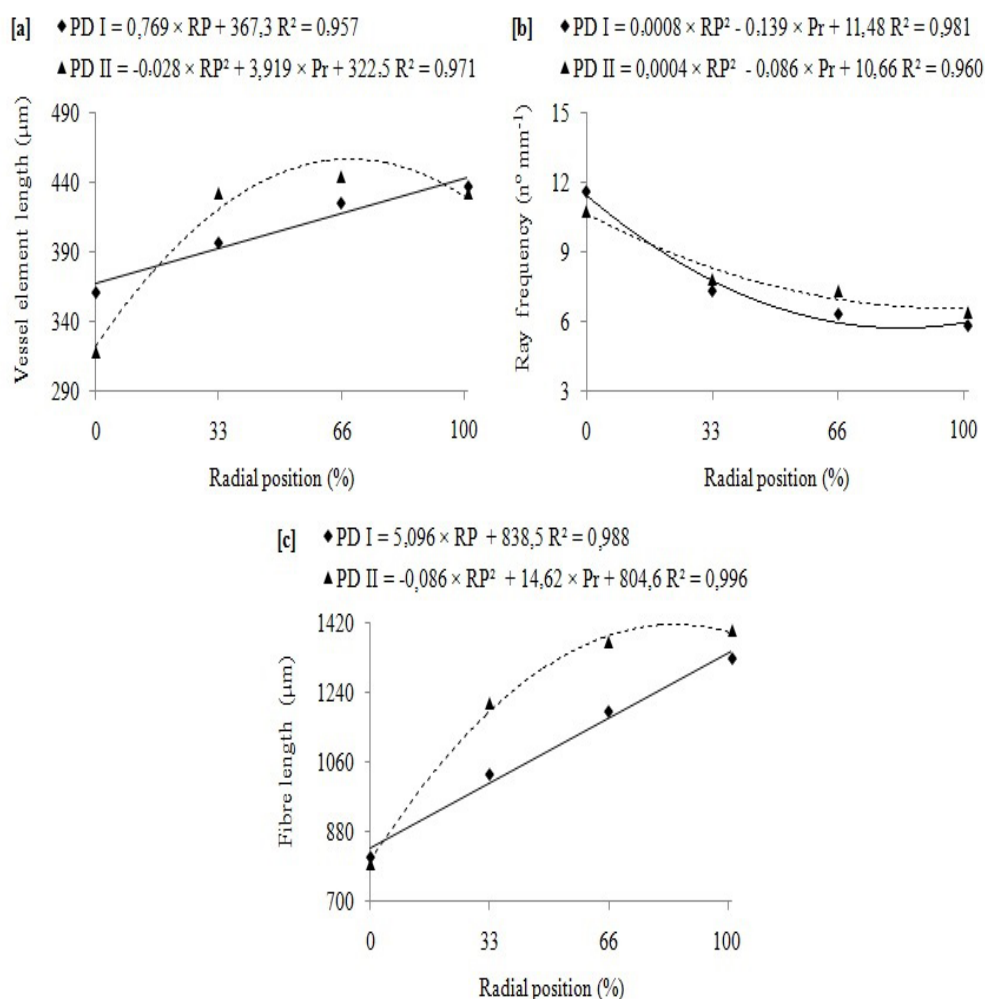 [a] ♦ PD I = 0,769 × RP + 367,3 R² = 0,957
▲ PD II = -0,028 × RP² + 3,919 × Pr + 322,5 R² = 0,971
Vessel element length (µm)
490
440
390
340
290
0 33 66 100
Radial position (%)
[b] ♦ PD I = 0,0008 × RP² - 0,139 × Pr + 11,48 R² = 0,981
▲ PD II = 0,0004 × RP² - 0,086 × Pr + 10,66 R² = 0,960
Ray frequency (nº mm⁻¹)
15
12
9
6
3
0 33 66 100
Radial position (%)
[c] ♦ PD I = 5,096 × RP + 838,5 R² = 0,988
▲ PD II = -0,086 × RP² + 14,62 × Pr + 804,6 R² = 0,996
Fibre length (µm)
1420
1240
1060
880
700
0 33 66 100
Radial position (%)